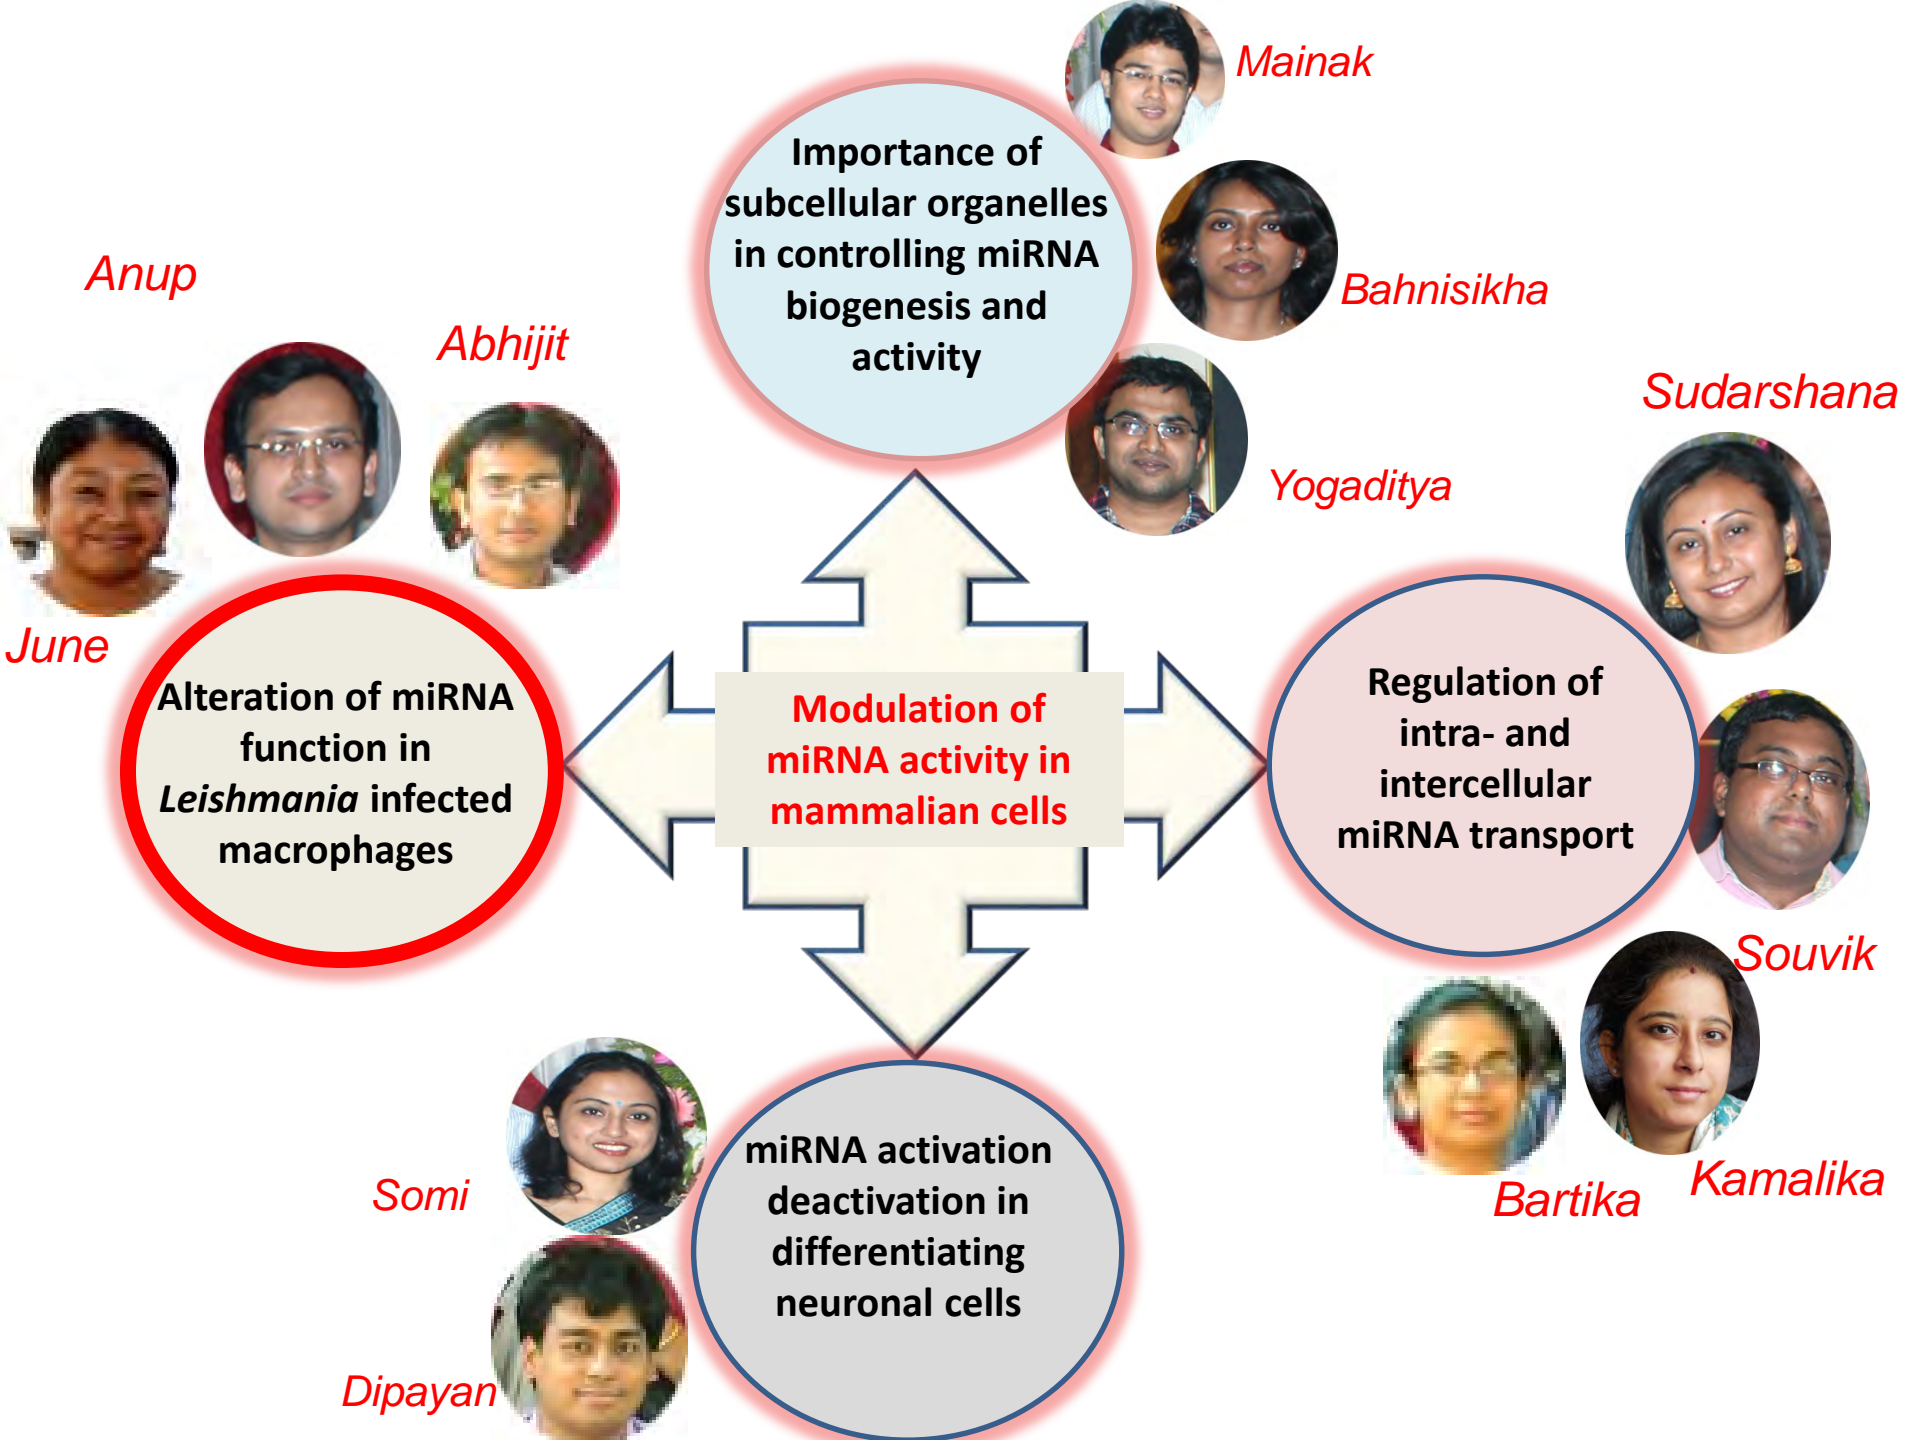 Mainak
Importance of
subcellular organelles
in controlling miRNA
biogenesis and
activity
Bahnisikha
Yogaditya
Anup
Abhijit
June
Alteration of miRNA
function in
Leishmania infected
macrophages
Modulation of
miRNA activity in
mammalian cells
Sudarshana
Regulation of
intra- and
intercellular
miRNA transport
Souvik
Kamalika
Bartika
Somi
miRNA activation
deactivation in
differentiating
neuronal cells
Dipayan